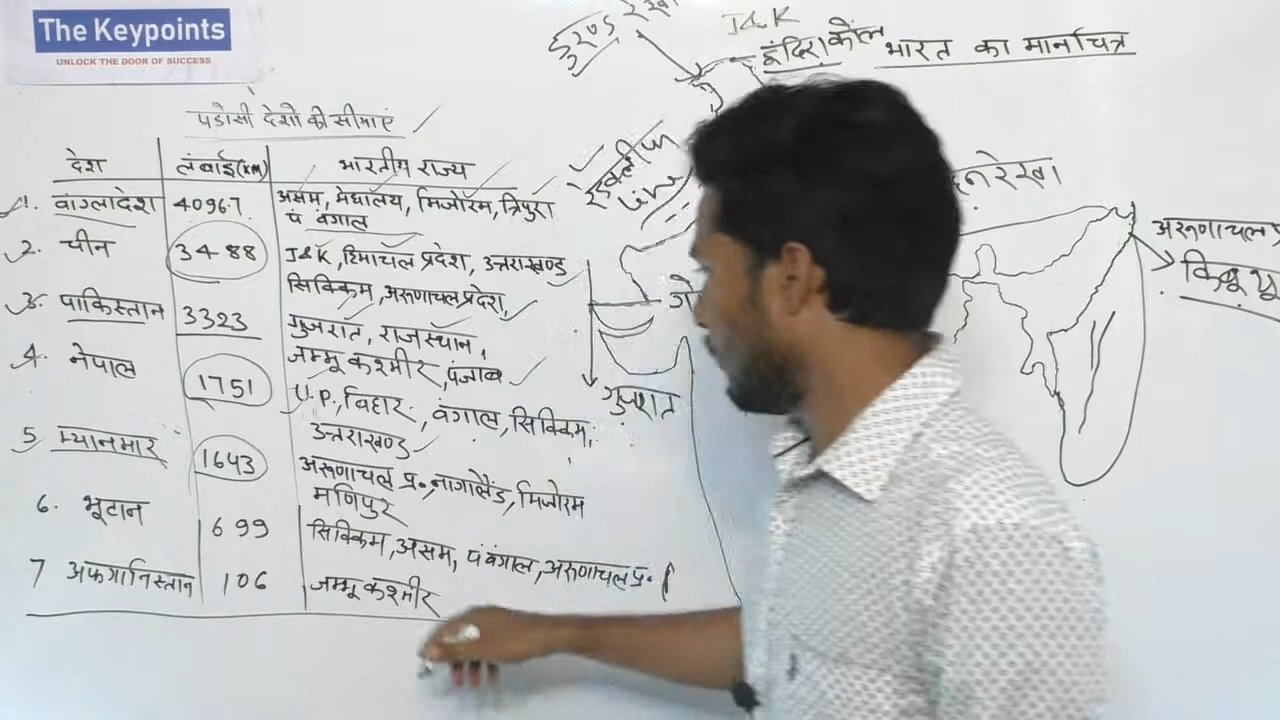 The Keypoints
UNLOCK THE DOOR OF SUCCESS
पडोसी देशो की सीमाएं
देश लंबाई(KM) भारतीय राज्य
1. बांग्लादेश 4096.7 असम, मेघालय, मिजोरम, त्रिपुरा
पं बंगाल
2. चीन 3488 J&K, हिमाचल प्रदेश, उत्तराखण्ड
सिक्किम, अरूणाचल प्रदेश,
3. पाकिस्तान 3323 गुजरात, राजस्थान,
जम्मू कश्मीर, पंजाब
4. नेपाल 1751 U.P., बिहार, बंगाल, सिक्किम,
उत्तराखण्ड
5 म्यानमार 1643 अरूणाचल प्र०, नागालैंड, मिजोरम
मणिपुर
6. भूटान 699 सिक्किम, असम, पं बंगाल, अरूणाचल प्र०
7 अफगानिस्तान 106 जम्मू कश्मीर
रेखा
J&K
इंदिरा कौल
भारत का मानचित्र
रेखा
अरूणाचल
गुजरात